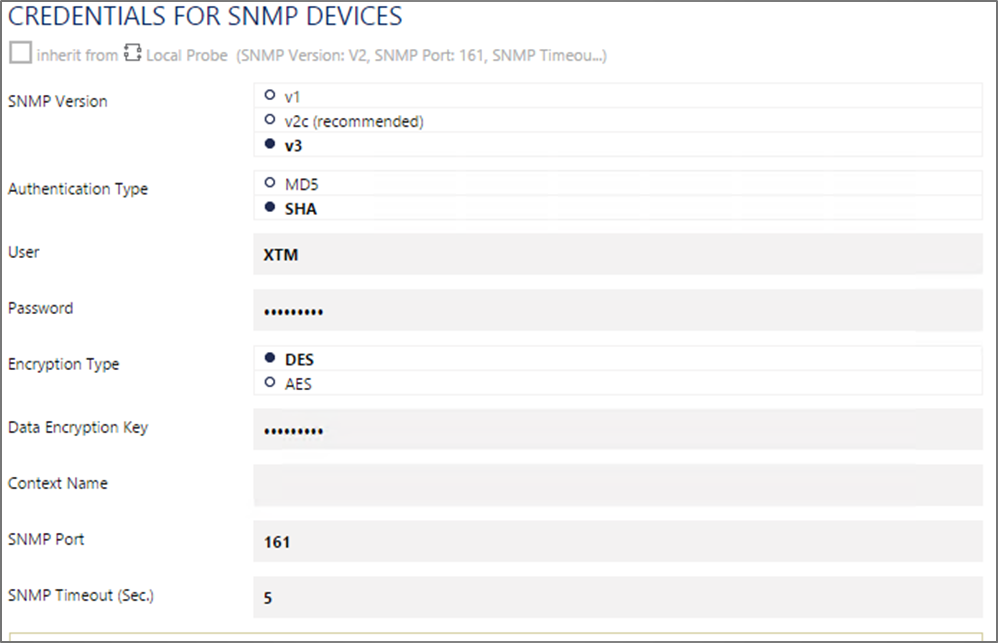 CREDENTIALS FOR SNMP DEVICES
inherit from Local Probe (SNMP Version: V2, SNMP Port: 161, SNMP Timeou...)
SNMP Version
v1
v2c (recommended)
v3
Authentication Type
MD5
SHA
User
XTM
Password
•••••••••
Encryption Type
DES
AES
Data Encryption Key
•••••••••
Context Name
SNMP Port
161
SNMP Timeout (Sec.)
5